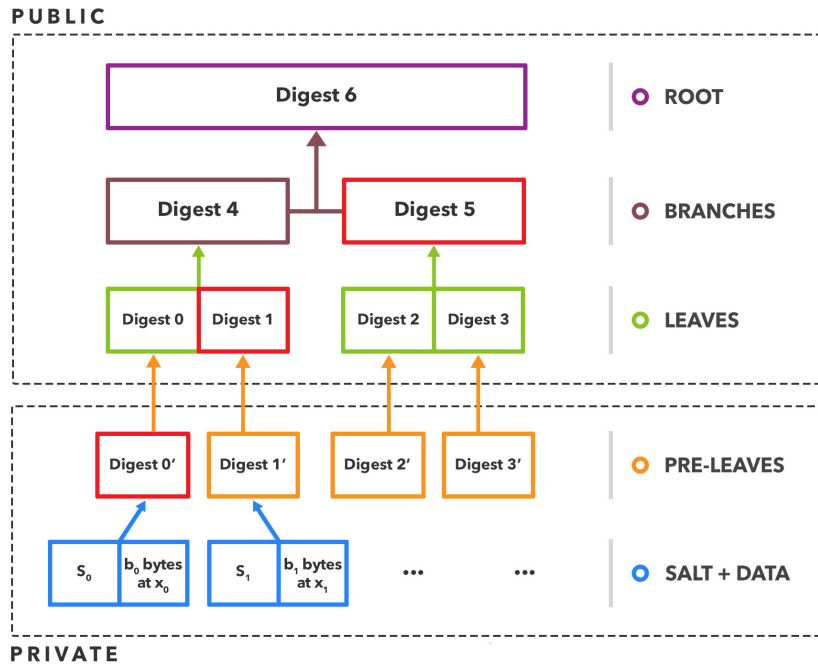 PUBLIC
Digest 6
ROOT
Digest 4
Digest 5
BRANCHES
Digest 0
Digest 1
Digest 2
Digest 3
LEAVES
Digest 0′
Digest 1′
Digest 2′
Digest 3′
PRE-LEAVES
S₀
b₀ bytes
at x₀
S₁
b₁ bytes
at x₁
...
...
SALT + DATA
PRIVATE